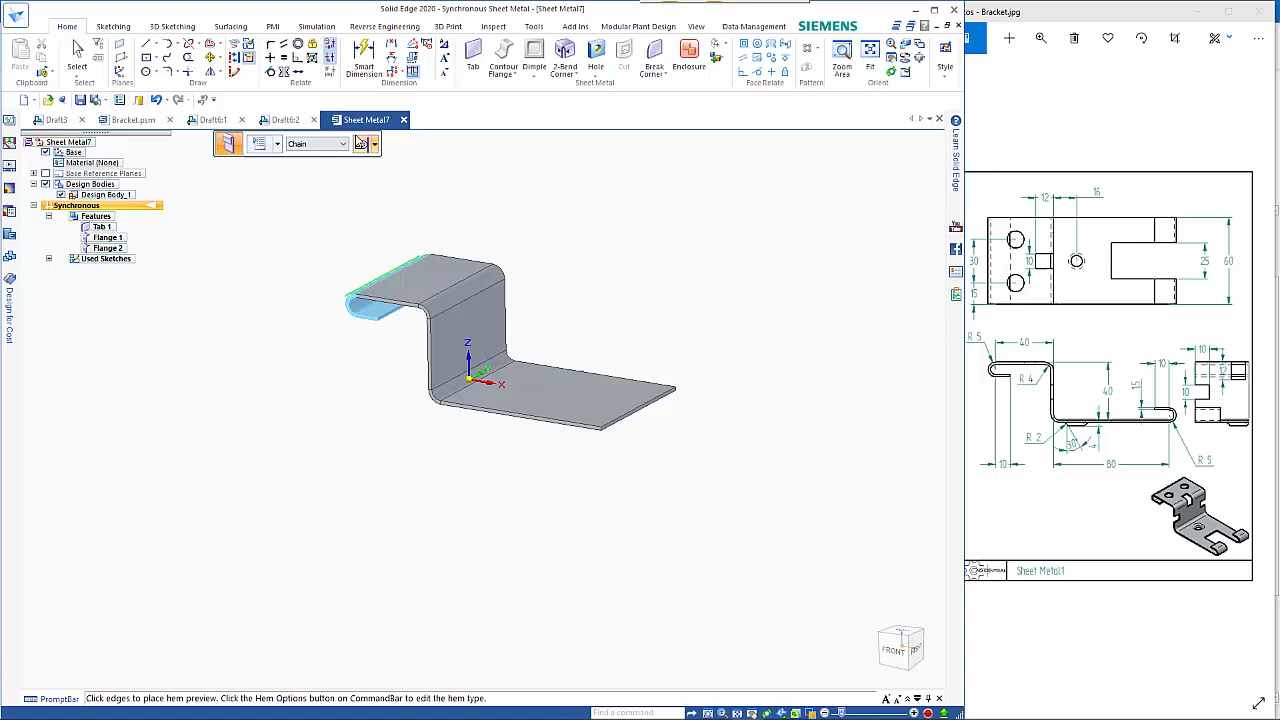 Solid Edge 2020 - Synchronous Sheet Metal - [Sheet Metal7]
os - Bracket.jpg
Home Sketching 3D Sketching Surfacing PMI Simulation Reverse Engineering 3D Print Inspect Tools Add Ins Modular Plant Design View Data Management SIEMENS
Paste Select Smart Dimension Tab Contour Flange Dimple 2-Bend Corner Hole Cut Break Corner Enclosure Zoom Area Fit Style
Clipboard Select Planes Draw Relate Dimension Sheet Metal Face Relate Pattern Orient
Draft3 Bracket.psm Draft6:1 Draft6:2 Sheet Metal7
Chain
Sheet Metal7
Base
Material (None)
Base Reference Planes
Design Bodies
Design Body_1
Synchronous
Features
Tab 1
Flange 1
Flange 2
Used Sketches
Learn Solid Edge
You
Design for Cost
Z
X
FRONT
12 16
30 10 25 60
15
R 5 40 10 10
R 4 40 15 10 12
R 2 30° 4
10 80 R 5
Sheet Metal1
PromptBar Click edges to place hem preview. Click the Hem Options button on CommandBar to edit the hem type.
Find a command